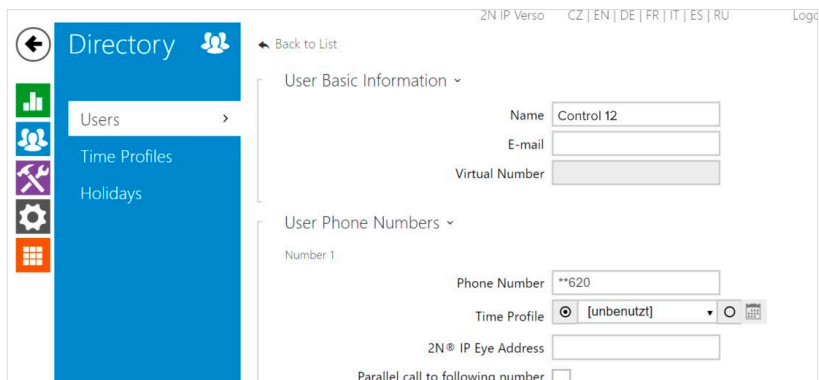 2N IP Verso CZ | EN | DE | FR | IT | ES | RU
Directory
Back to List
User Basic Information
Users
Name Control 12
E-mail
Time Profiles
Virtual Number
Holidays
User Phone Numbers
Number 1
Phone Number **620
Time Profile [unbenutzt]
2N® IP Eye Address
Parallel call to following number